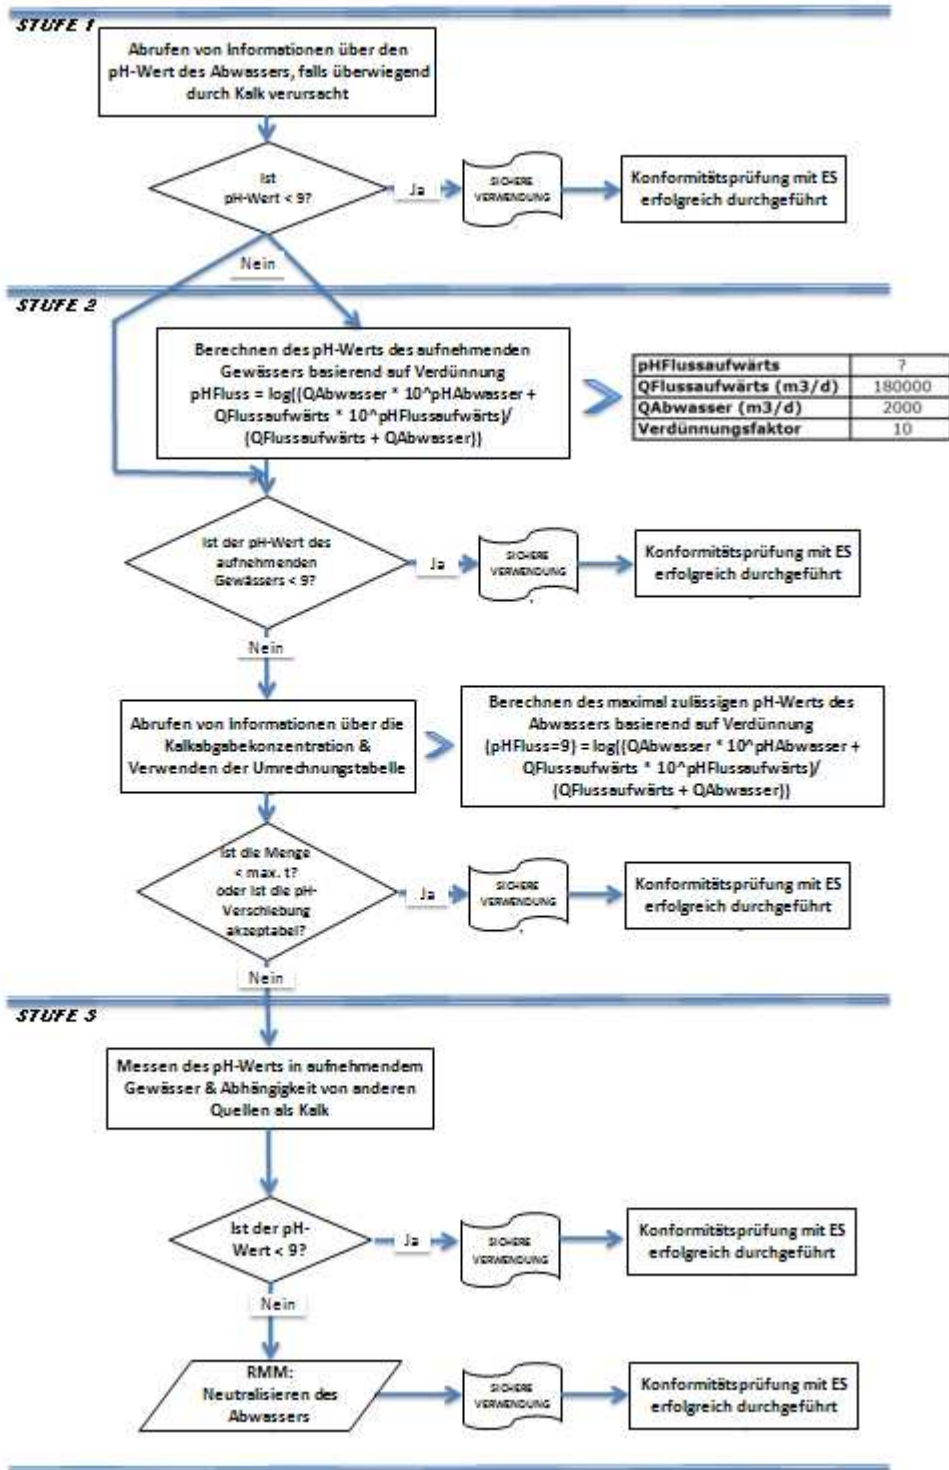 STUFE 1
Abrufen von Informationen über den
pH-Wert des Abwassers, falls überwiegend
durch Kalk verursacht
Ist
pH-Wert < 9?
Ja
SICHERE
VERWENDUNG
Konformitätsprüfung mit ES
erfolgreich durchgeführt
Nein
STUFE 2
Berechnen des pH-Werts des aufnehmenden
Gewässers basierend auf Verdünnung
pHFluss = log((QAbwasser * 10^pHAbwasser +
QFlussaufwärts * 10^pHFlussaufwärts)/
(QFlussaufwärts + QAbwasser))
pHFlussaufwärts ?
QFlussaufwärts (m3/d) 180000
QAbwasser (m3/d) 2000
Verdünnungsfaktor 10
Ist der pH-Wert des
aufnehmenden
Gewässers < 9?
Ja
SICHERE
VERWENDUNG
Konformitätsprüfung mit ES
erfolgreich durchgeführt
Nein
Abrufen von Informationen über die
Kalkabgabekonzentration &
Verwenden der Umrechnungstabelle
Berechnen des maximal zulässigen pH-Werts des
Abwassers basierend auf Verdünnung
(pHFluss=9) = log((QAbwasser * 10^pHAbwasser +
QFlussaufwärts * 10^pHFlussaufwärts)/
(QFlussaufwärts + QAbwasser))
Ist die Menge
< max. t?
oder ist die pH-
Verschiebung
akzeptabel?
Ja
SICHERE
VERWENDUNG
Konformitätsprüfung mit ES
erfolgreich durchgeführt
Nein
STUFE 3
Messen des pH-Werts in aufnehmendem
Gewässer & Abhängigkeit von anderen
Quellen als Kalk
Ist der pH-
Wert < 9?
Ja
SICHERE
VERWENDUNG
Konformitätsprüfung mit ES
erfolgreich durchgeführt
Nein
RMM:
Neutralisieren des
Abwassers
SICHERE
VERWENDUNG
Konformitätsprüfung mit ES
erfolgreich durchgeführt